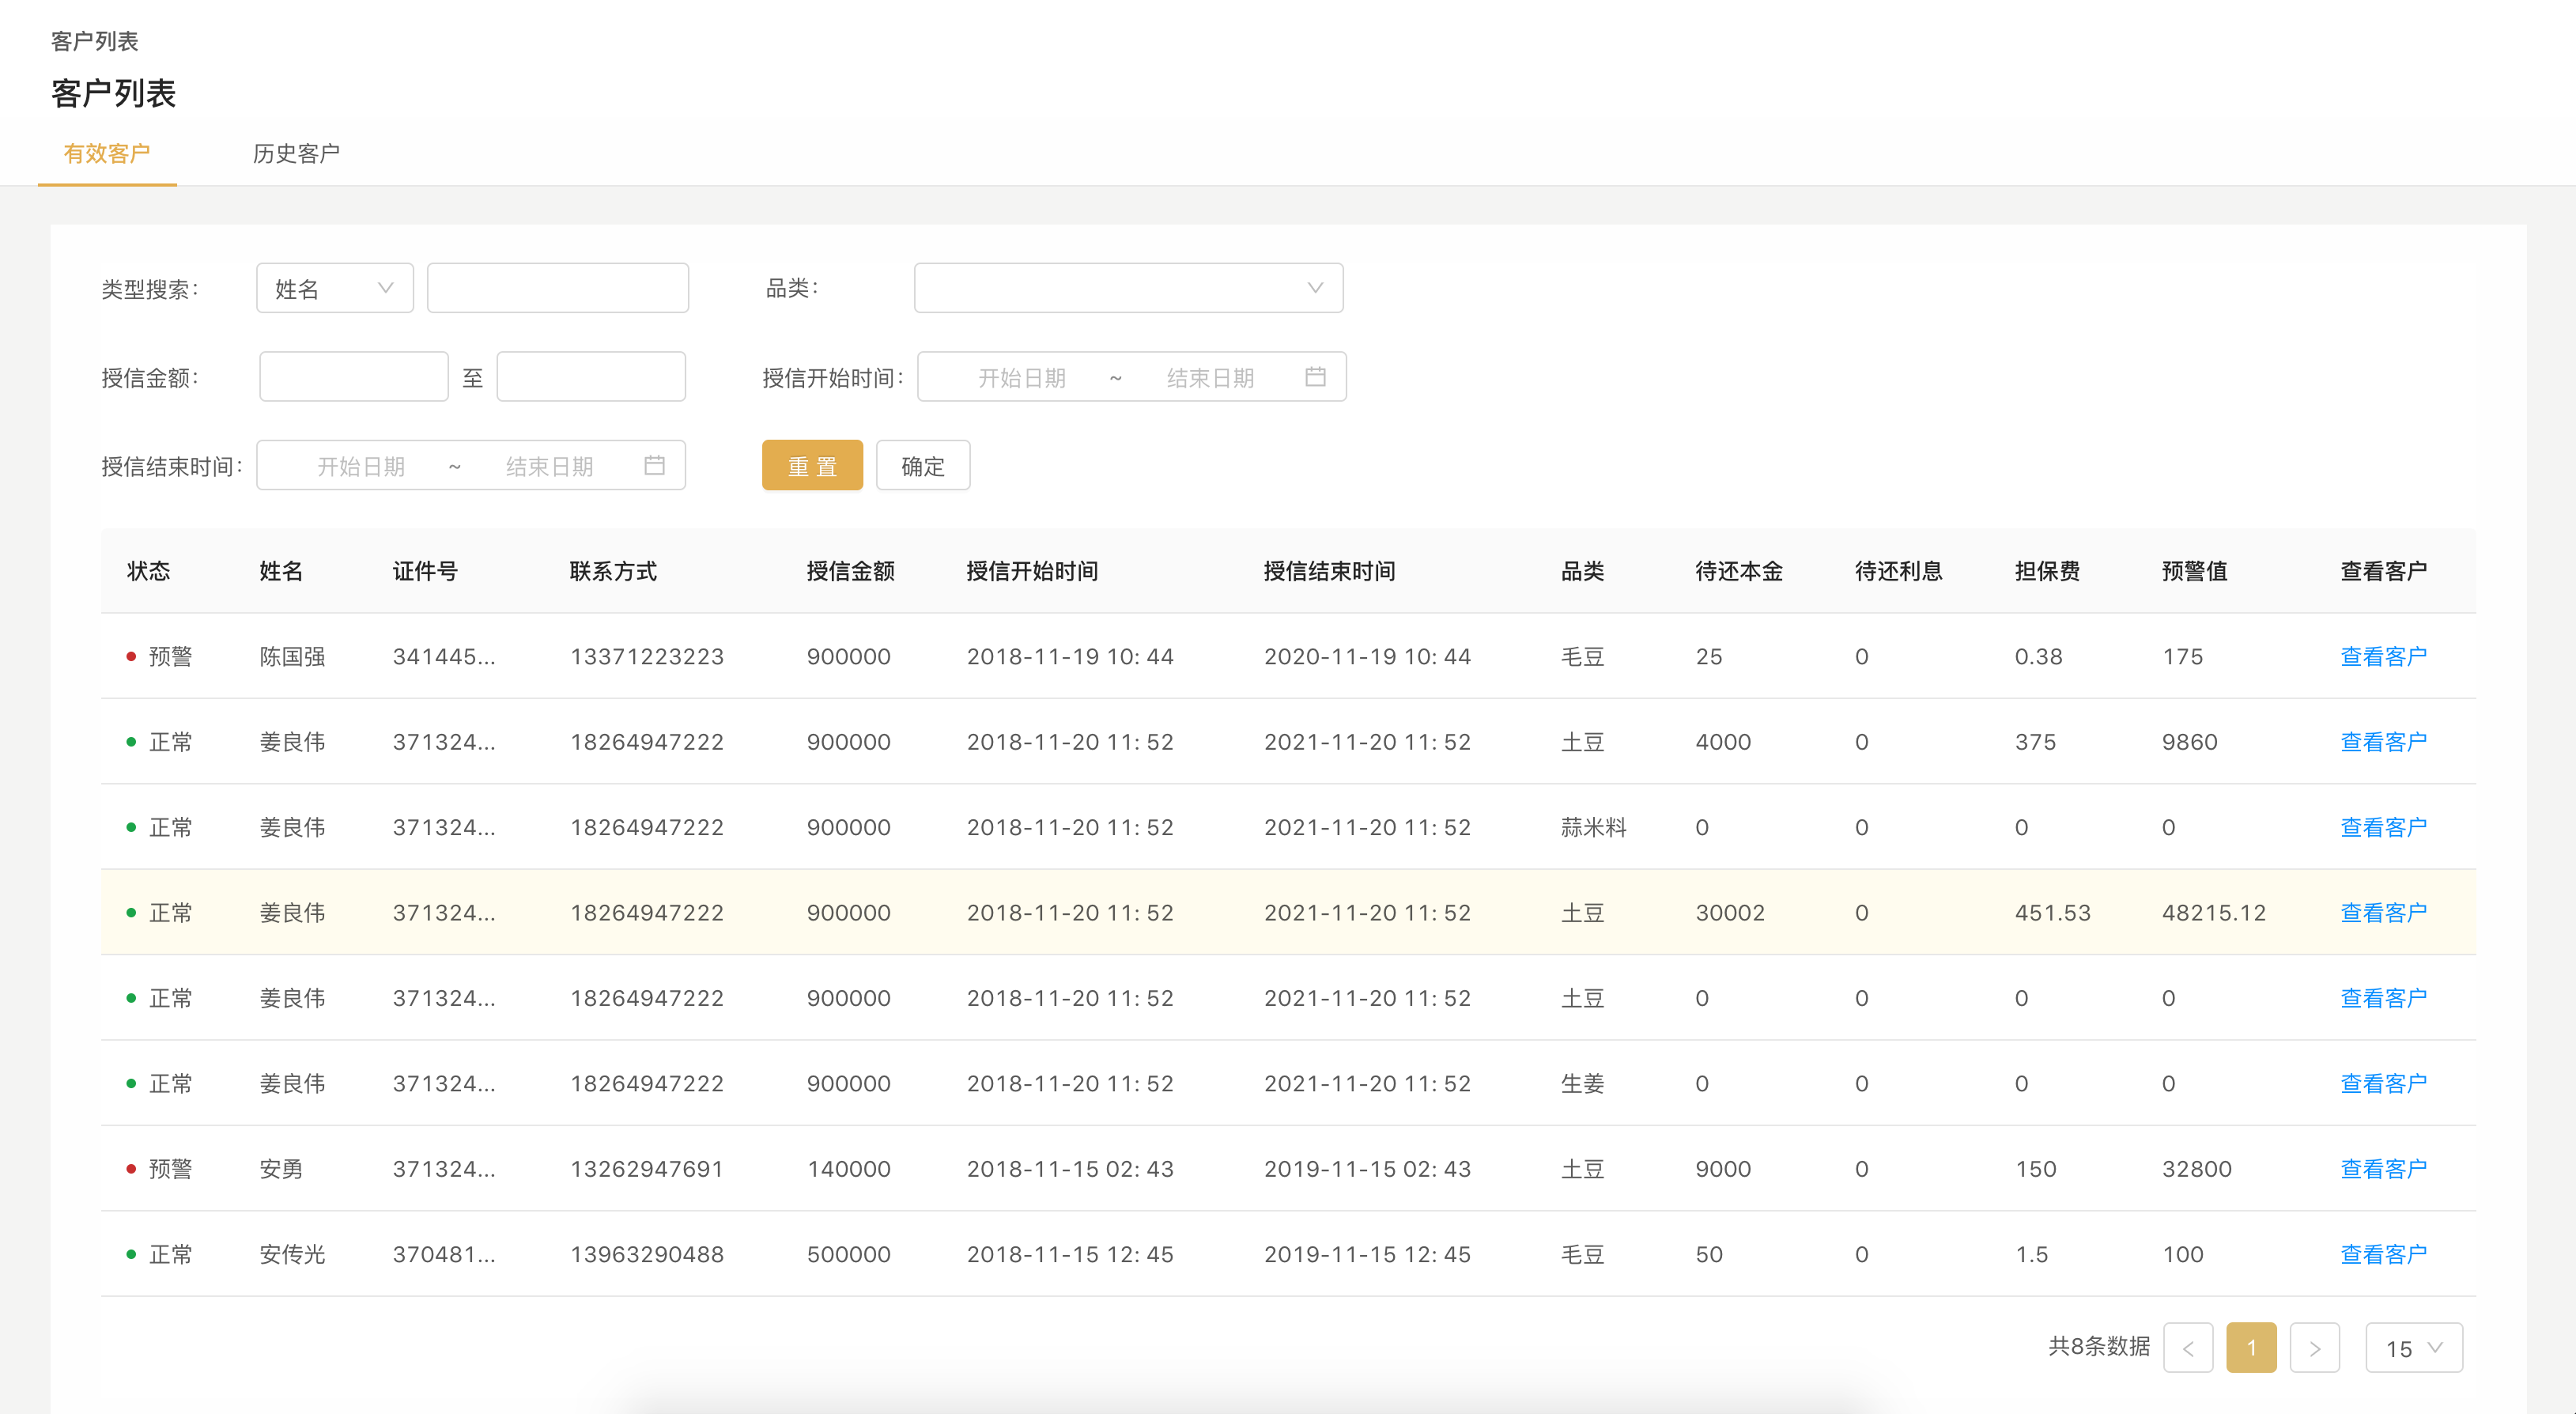 客户列表
客户列表
有效客户 历史客户
类型搜索: 姓名 品类:
授信金额: 至 授信开始时间: 开始日期 ~ 结束日期
授信结束时间: 开始日期 ~ 结束日期 重 置 确定
状态 姓名 证件号 联系方式 授信金额 授信开始时间 授信结束时间 品类 待还本金 待还利息 担保费 预警值 查看客户
预警 陈国强 341445... 13371223223 900000 2018-11-19 10:44 2020-11-19 10:44 毛豆 25 0 0.38 175 查看客户
正常 姜良伟 371324... 18264947222 900000 2018-11-20 11:52 2021-11-20 11:52 土豆 4000 0 375 9860 查看客户
正常 姜良伟 371324... 18264947222 900000 2018-11-20 11:52 2021-11-20 11:52 蒜米料 0 0 0 0 查看客户
正常 姜良伟 371324... 18264947222 900000 2018-11-20 11:52 2021-11-20 11:52 土豆 30002 0 451.53 48215.12 查看客户
正常 姜良伟 371324... 18264947222 900000 2018-11-20 11:52 2021-11-20 11:52 土豆 0 0 0 0 查看客户
正常 姜良伟 371324... 18264947222 900000 2018-11-20 11:52 2021-11-20 11:52 生姜 0 0 0 0 查看客户
预警 安勇 371324... 13262947691 140000 2018-11-15 02:43 2019-11-15 02:43 土豆 9000 0 150 32800 查看客户
正常 安传光 370481... 13963290488 500000 2018-11-15 12:45 2019-11-15 12:45 毛豆 50 0 1.5 100 查看客户
共8条数据 < 1 > 15